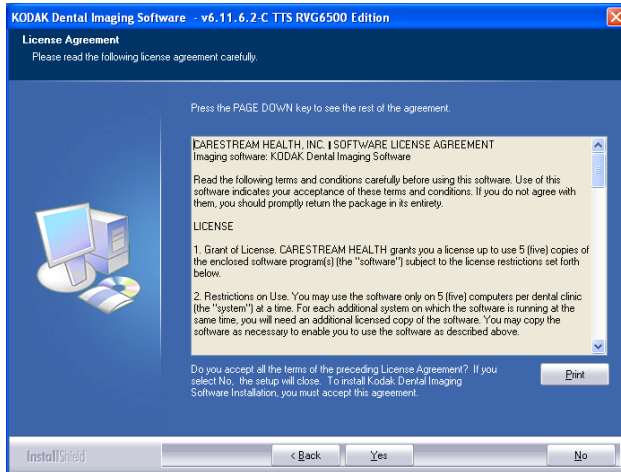 KODAK Dental Imaging Software - v6.11.6.2-C TTS RVG6500 Edition
License Agreement
Please read the following license agreement carefully.
Press the PAGE DOWN key to see the rest of the agreement.
CARESTREAM HEALTH, INC. | SOFTWARE LICENSE AGREEMENT
Imaging software: KODAK Dental Imaging Software
Read the following terms and conditions carefully before using this software. Use of this
software indicates your acceptance of these terms and conditions. If you do not agree with
them, you should promptly return the package in its entirety.
LICENSE
1. Grant of License. CARESTREAM HEALTH grants you a license up to use 5 (five) copies of
the enclosed software program(s) (the "software") subject to the license restrictions set forth
below.
2. Restrictions on Use. You may use the software only on 5 (five) computers per dental clinic
(the "system") at a time. For each additional system on which the software is running at the
same time, you will need an additional licensed copy of the software. You may copy the
software as necessary to enable you to use the software as described above.
Do you accept all the terms of the preceding License Agreement? If you
select No, the setup will close. To install Kodak Dental Imaging
Software Installation, you must accept this agreement.
Print
InstallShield
< Back
Yes
No